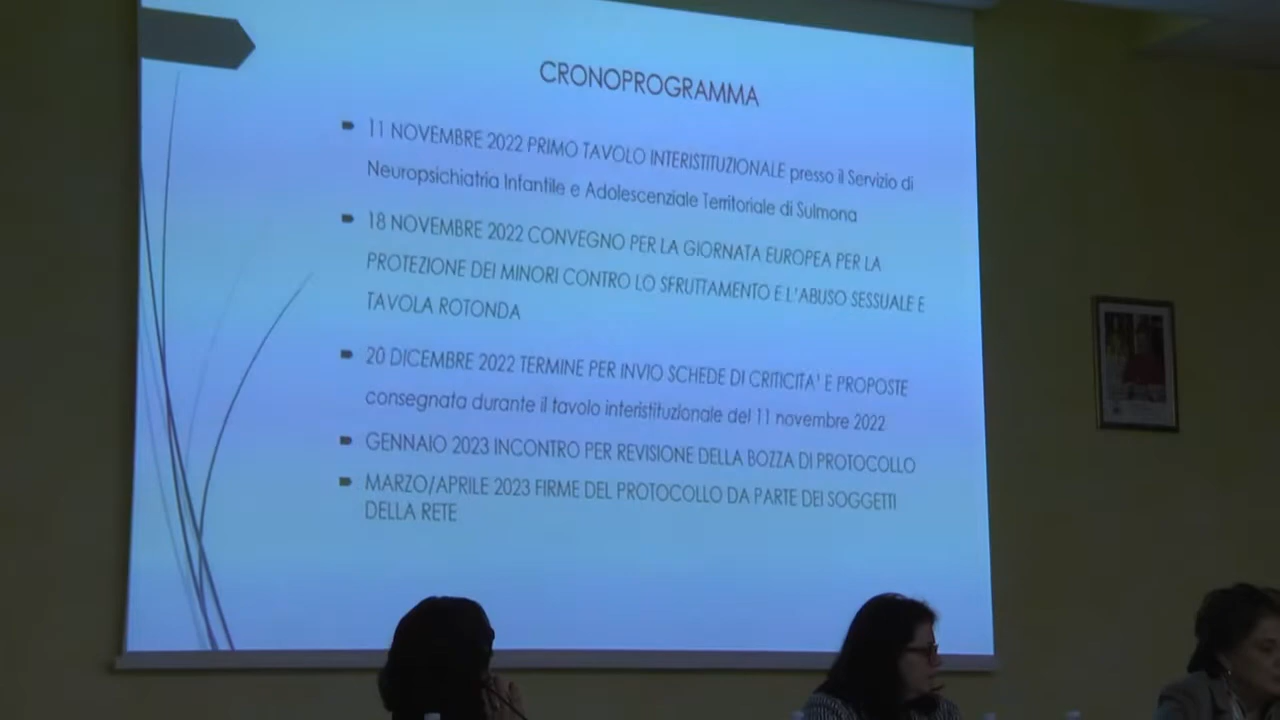 CRONOPROGRAMMA
11 NOVEMBRE 2022 PRIMO TAVOLO INTERISTITUZIONALE presso il Servizio di
Neuropsichiatria Infantile e Adolescenziale Territoriale di Sulmona
18 NOVEMBRE 2022 CONVEGNO PER LA GIORNATA EUROPEA PER LA
PROTEZIONE DEI MINORI CONTRO LO SFRUTTAMENTO E L'ABUSO SESSUALE E
TAVOLA ROTONDA
20 DICEMBRE 2022 TERMINE PER INVIO SCHEDE DI CRITICITA' E PROPOSTE
consegnata durante il tavolo interistituzionale del 11 novembre 2022
GENNAIO 2023 INCONTRO PER REVISIONE DELLA BOZZA DI PROTOCOLLO
MARZO/APRILE 2023 FIRME DEL PROTOCOLLO DA PARTE DEI SOGGETTI
DELLA RETE